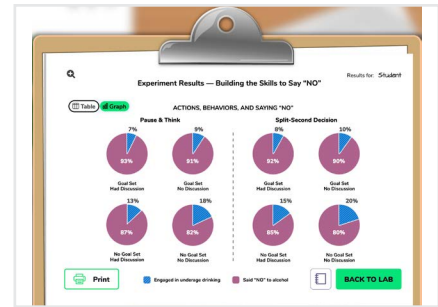 Results for: Student
Experiment Results — Building the Skills to Say "NO"
Table Graph
ACTIONS, BEHAVIORS, AND SAYING "NO"
Pause & Think
Split-Second Decision
7% 9% 8% 10%
93% 91% 92% 90%
Goal Set Goal Set Goal Set Goal Set
Had Discussion No Discussion Had Discussion No Discussion
13% 18% 15% 20%
87% 82% 85% 80%
No Goal Set No Goal Set No Goal Set No Goal Set
Had Discussion No Discussion Had Discussion No Discussion
Print
Engaged in underage drinking
Said "NO" to alcohol
BACK TO LAB